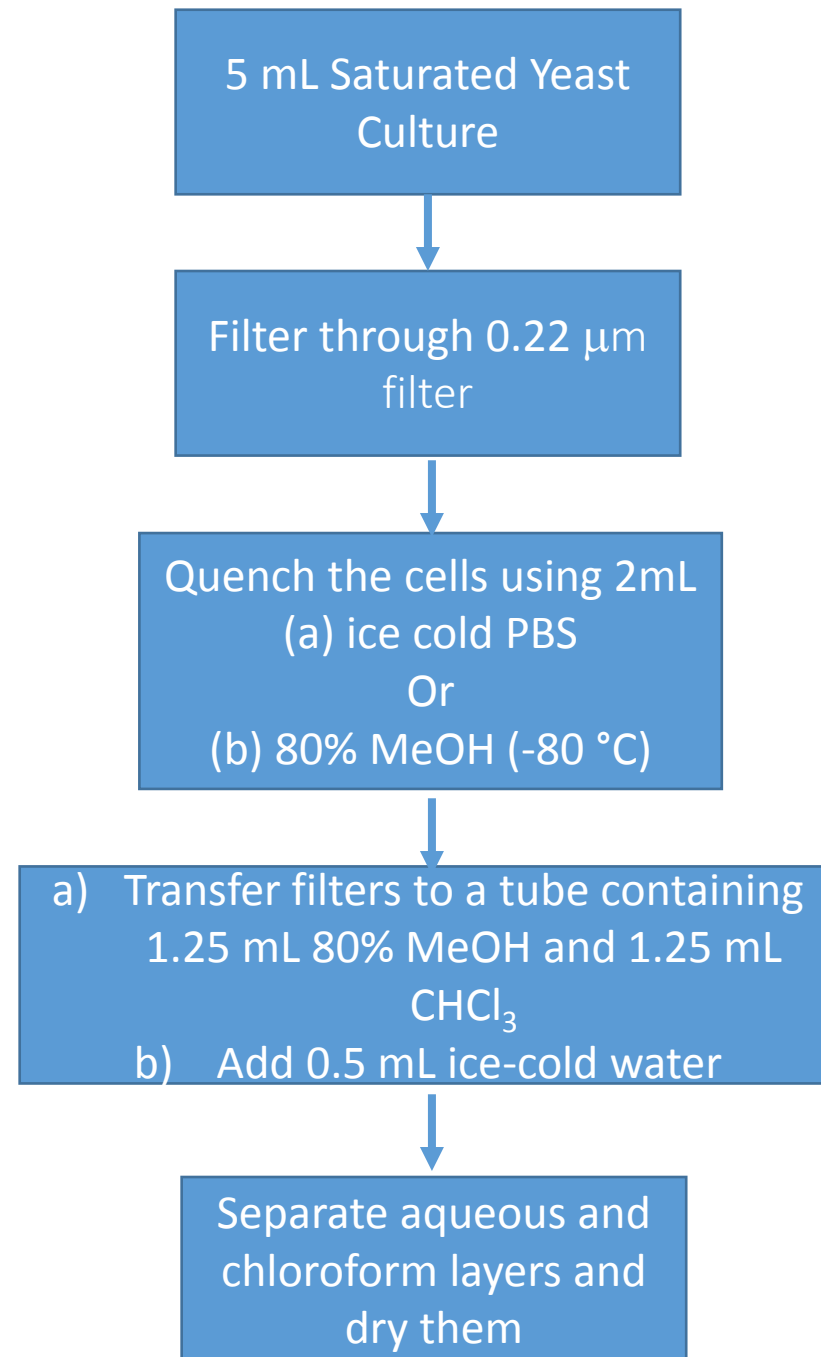 5 mL Saturated Yeast
Culture
Filter through 0.22 μm
filter
Quench the cells using 2mL
(a) ice cold PBS
Or
(b) 80% MeOH (-80 °C)
a) Transfer filters to a tube containing
1.25 mL 80% MeOH and 1.25 mL
CHCl₃
b) Add 0.5 mL ice-cold water
Separate aqueous and
chloroform layers and
dry them